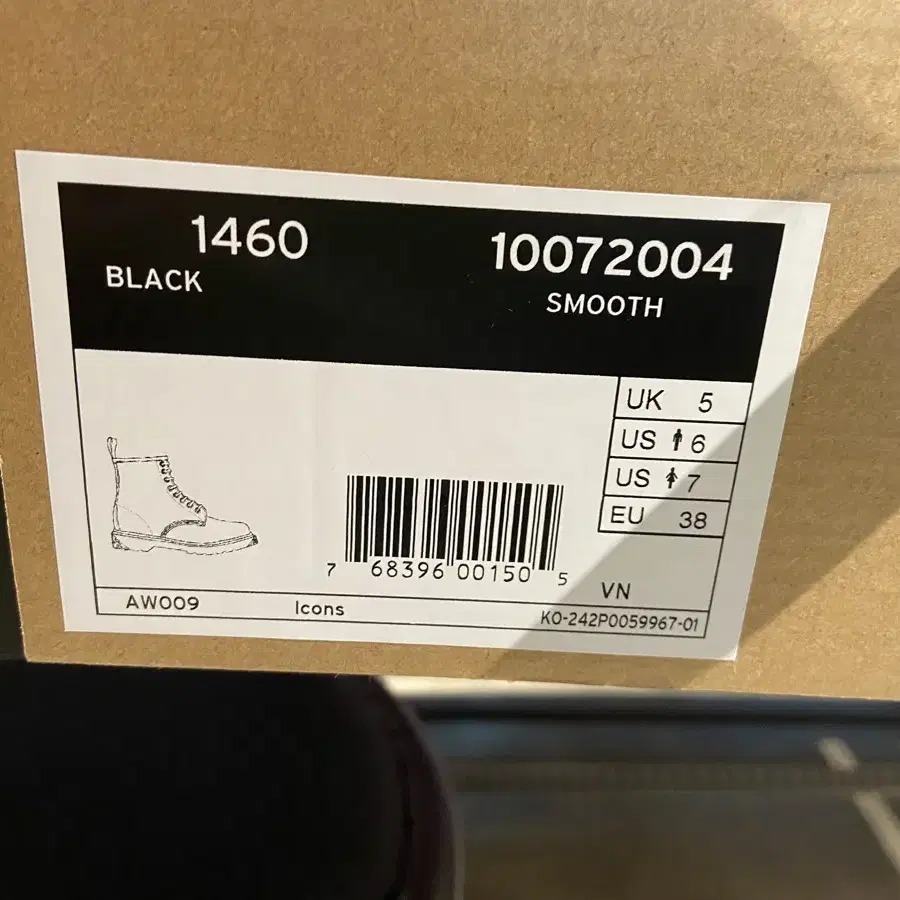 1460
10072004
BLACK
SMOOTH
UK 5
US 6
US 7
EU 38
7 68396 00150 5
VN
AW009
Icons
KO-242P0059967-01